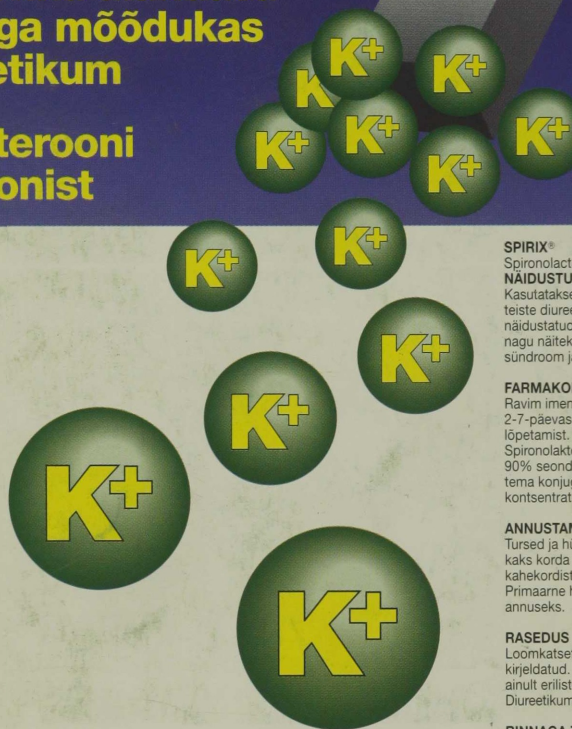 ga mõõdukas
etikum
terooni
onist
K+
K+
K+
K+
K+
K+
K+
K+
K+
K+
K+
K+
K+
SPIRIX®
Spironolact
NÄIDUSTU
Kasutatakse
teiste diuree
näidustatud
nagu näitek
sündroom j
FARMAKO
Ravim imen
2-7-päevas
lõpetamist.
Spironolakt
90% seond
tema konjug
kontsentrat
ANNUSTAM
Tursed ja h
kaks korda
kahekordist
Primaarne h
annuseks.
RASEDUS
Loomkatset
kirjeldatud.
ainult erilist
Diureetikum